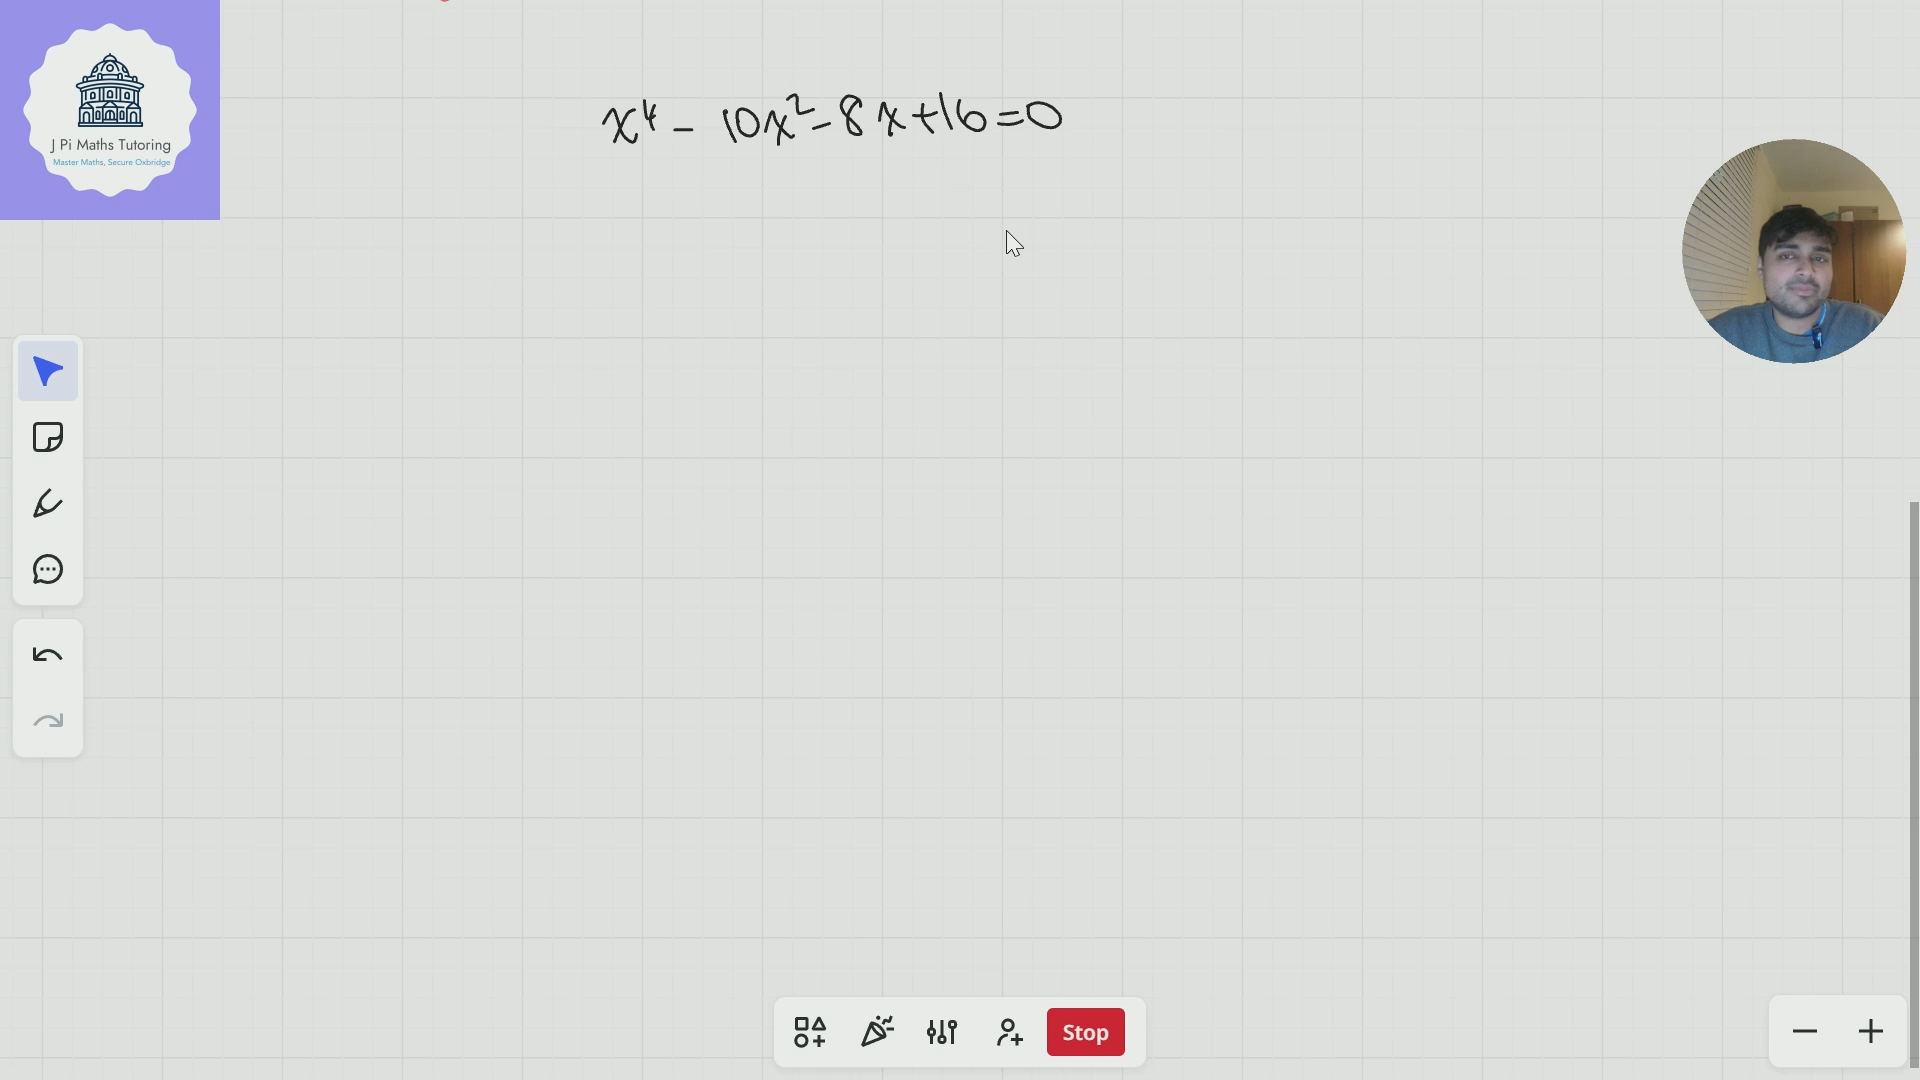 J Pi Maths Tutoring
Master Maths, Secure Oxbridge
x⁴ - 10x² - 8x + 16 = 0
Stop